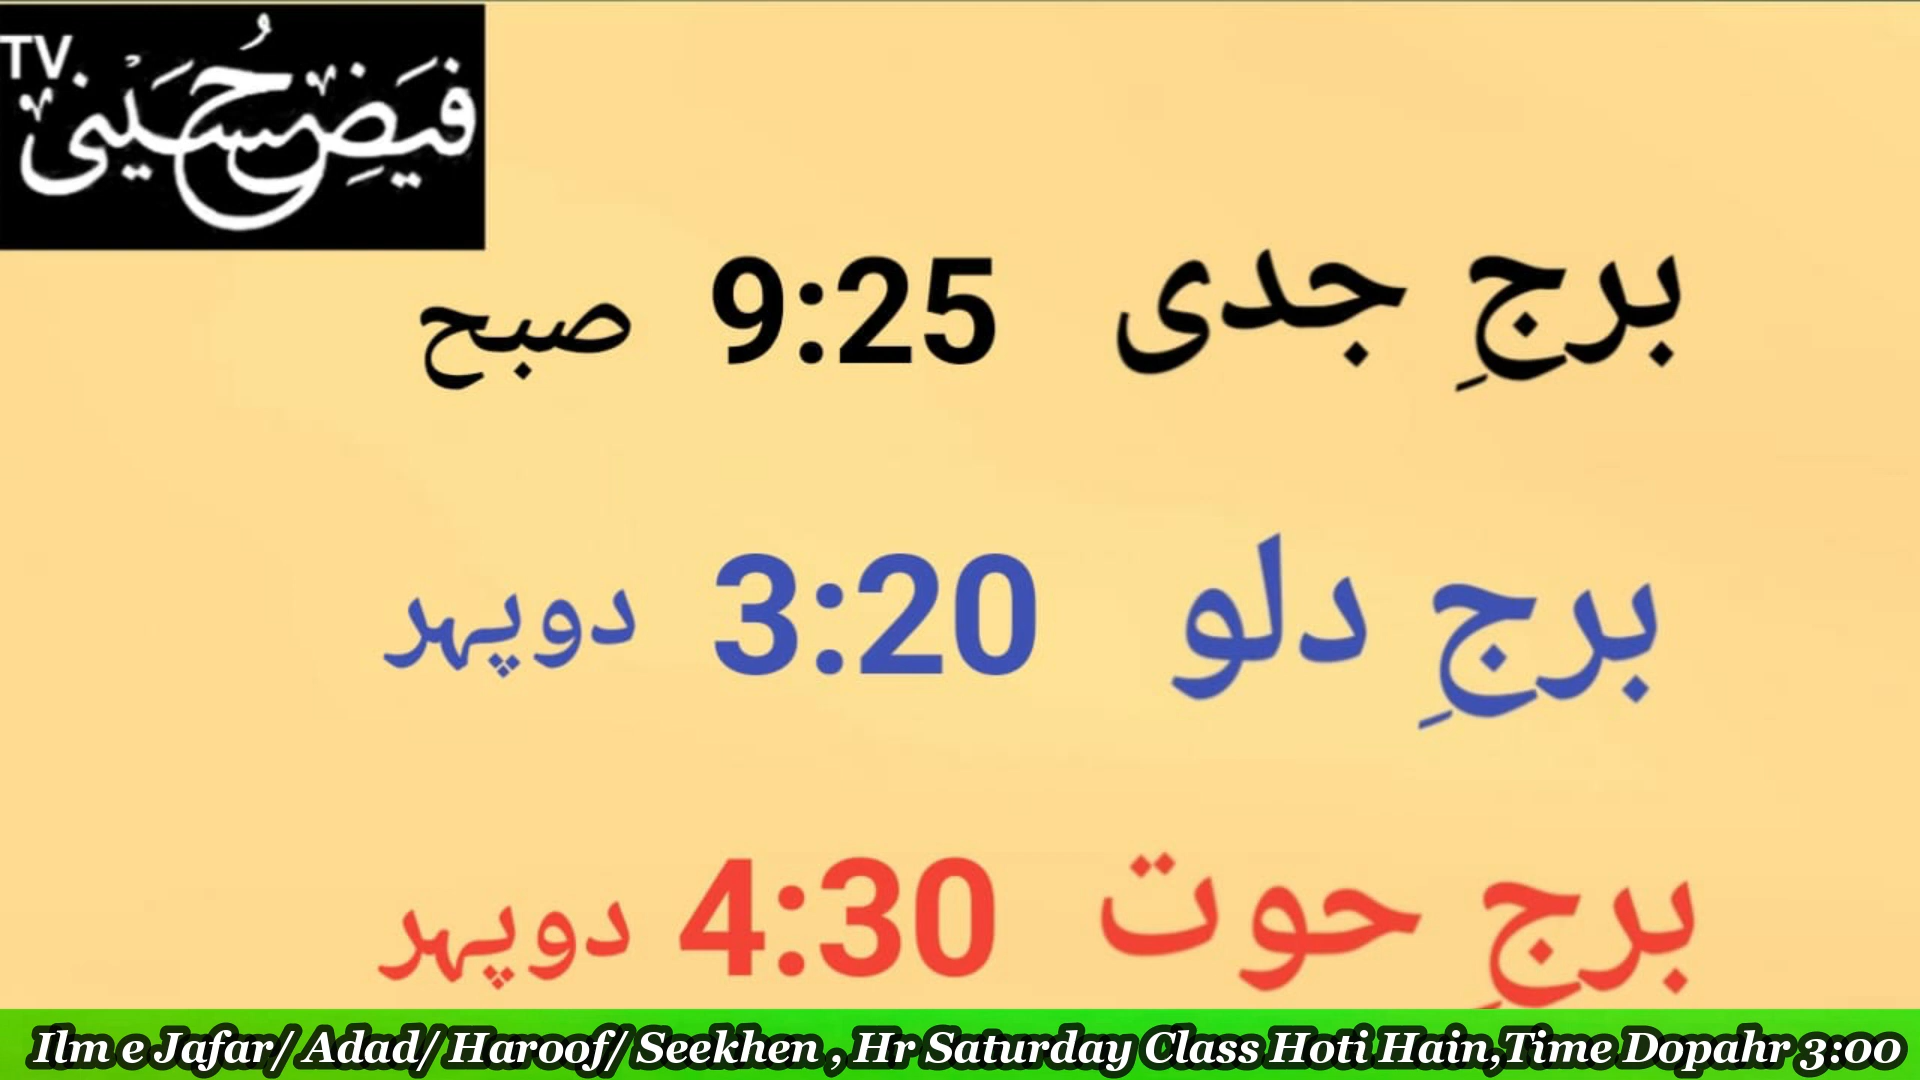 TV
فیضِ حُسینی
برجِ جدی 9:25 صبح
برجِ دلو 3:20 دوپہر
برجِ حوت 4:30 دوپہر
Ilm e Jafar/ Adad/ Haroof/ Seekhen , Hr Saturday Class Hoti Hain,Time Dopahr 3:00